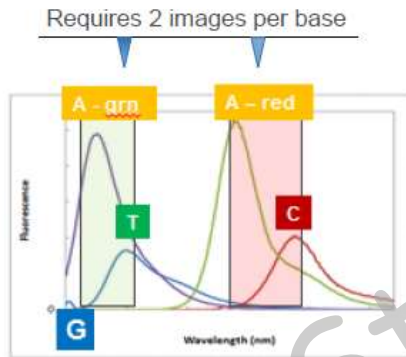 Requires 2 images per base
A - grn
A – red
T
C
G
Fluorescence
Wavelength (nm)